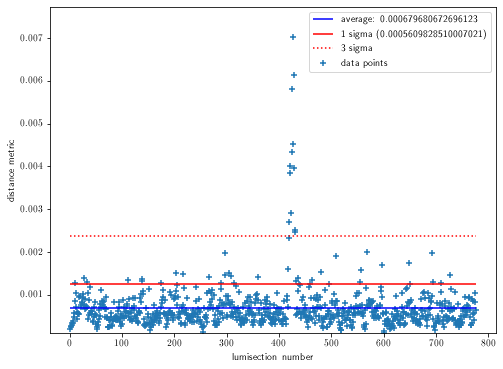 average: 0.000679680672696123
1 sigma (0.0005609828510007021)
3 sigma
data points
distance metric
0.007
0.006
0.005
0.004
0.003
0.002
0.001
0 100 200 300 400 500 600 700 800
lumisection number